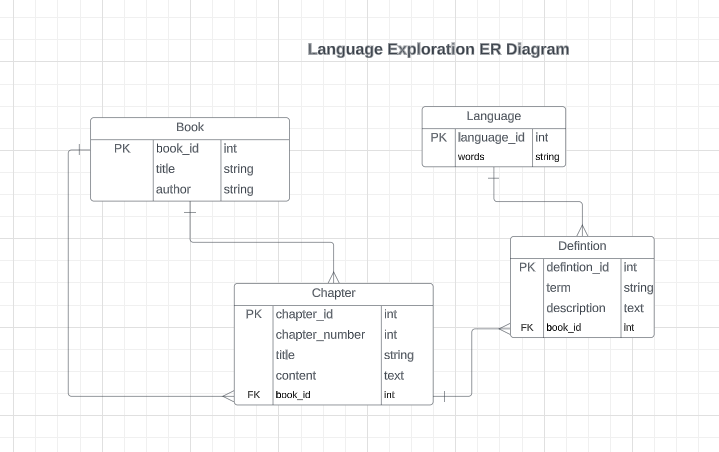 Language Exploration ER Diagram
Book
PK book_id int
title string
author string
Language
PK language_id int
words string
Defintion
PK defintion_id int
term string
description text
FK book_id int
Chapter
PK chapter_id int
chapter_number int
title string
content text
FK book_id int